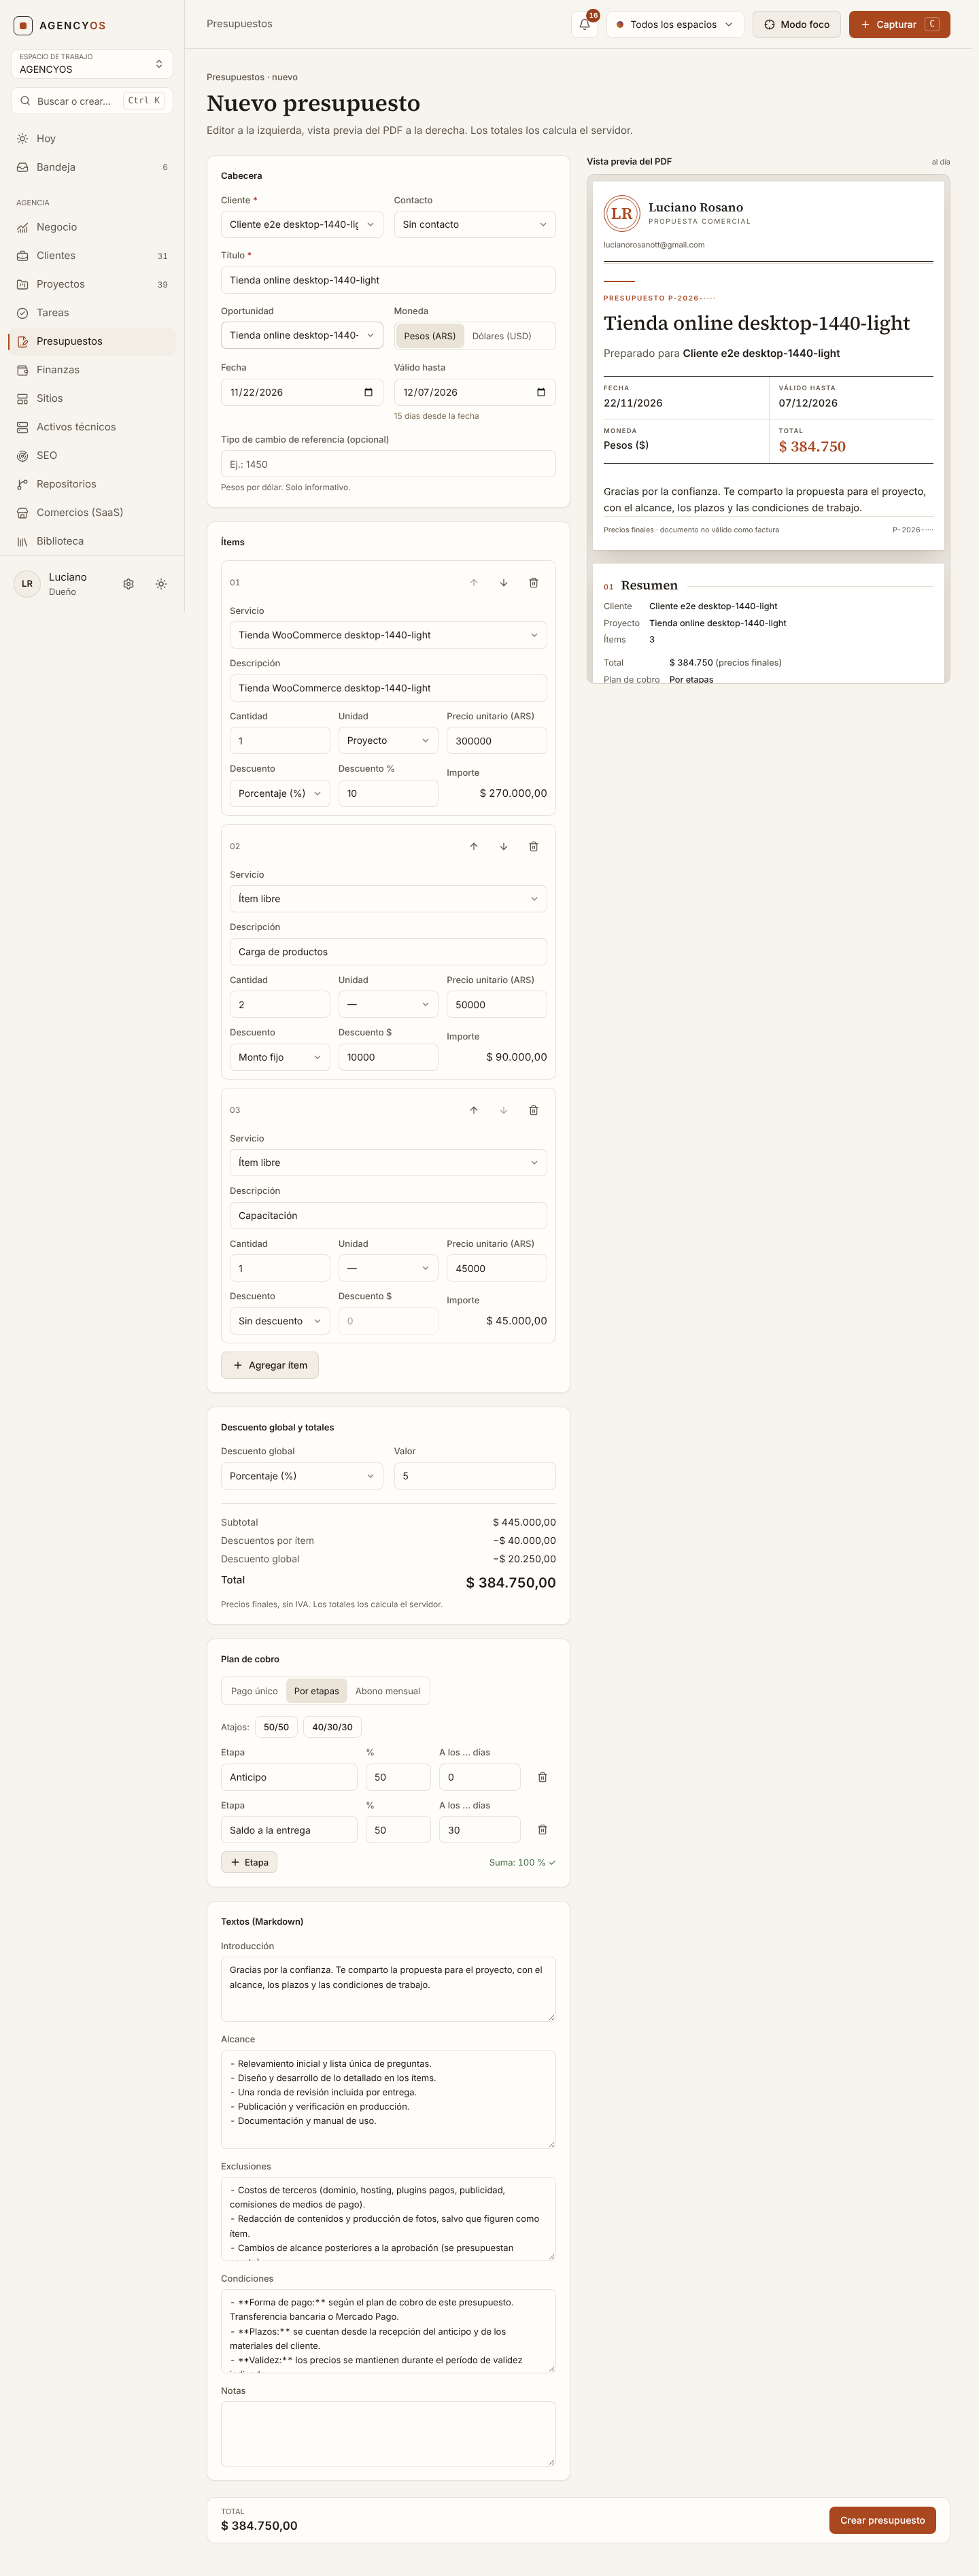 AGENCYOS
ESPACIO DE TRABAJO
AGENCYOS
Buscar o crear... Ctrl K
Hoy
Bandeja 6
AGENCIA
Negocio
Clientes 31
Proyectos 39
Tareas
Presupuestos
Finanzas
Sitios
Activos técnicos
SEO
Repositorios
Comercios (SaaS)
Biblioteca
LR Luciano
Dueño
Presupuestos
16 Todos los espacios Modo foco Capturar C
Presupuestos · nuevo
Nuevo presupuesto
Editor a la izquierda, vista previa del PDF a la derecha. Los totales los calcula el servidor.
Cabecera
Cliente * Contacto
Cliente e2e desktop-1440-lig Sin contacto
Título *
Tienda online desktop-1440-light
Oportunidad Moneda
Tienda online desktop-1440- Pesos (ARS) Dólares (USD)
Fecha Válido hasta
11/22/2026 12/07/2026
15 días desde la fecha
Tipo de cambio de referencia (opcional)
Ej.: 1450
Pesos por dólar. Solo informativo.
Ítems
01
Servicio
Tienda WooCommerce desktop-1440-light
Descripción
Tienda WooCommerce desktop-1440-light
Cantidad Unidad Precio unitario (ARS)
1 Proyecto 300000
Descuento Descuento % Importe
Porcentaje (%) 10 $ 270.000,00
02
Servicio
Ítem libre
Descripción
Carga de productos
Cantidad Unidad Precio unitario (ARS)
2 — 50000
Descuento Descuento $ Importe
Monto fijo 10000 $ 90.000,00
03
Servicio
Ítem libre
Descripción
Capacitación
Cantidad Unidad Precio unitario (ARS)
1 — 45000
Descuento Descuento $ Importe
Sin descuento 0 $ 45.000,00
+ Agregar ítem
Descuento global y totales
Descuento global Valor
Porcentaje (%) 5
Subtotal $ 445.000,00
Descuentos por ítem −$ 40.000,00
Descuento global −$ 20.250,00
Total $ 384.750,00
Precios finales, sin IVA. Los totales los calcula el servidor.
Plan de cobro
Pago único Por etapas Abono mensual
Atajos: 50/50 40/30/30
Etapa % A los ... días
Anticipo 50 0
Etapa % A los ... días
Saldo a la entrega 50 30
+ Etapa Suma: 100 % ✓
Textos (Markdown)
Introducción
Gracias por la confianza. Te comparto la propuesta para el proyecto, con el
alcance, los plazos y las condiciones de trabajo.
Alcance
- Relevamiento inicial y lista única de preguntas.
- Diseño y desarrollo de lo detallado en los ítems.
- Una ronda de revisión incluida por entrega.
- Publicación y verificación en producción.
- Documentación y manual de uso.
Exclusiones
- Costos de terceros (dominio, hosting, plugins pagos, publicidad,
comisiones de medios de pago).
- Redacción de contenidos y producción de fotos, salvo que figuren como
ítem.
- Cambios de alcance posteriores a la aprobación (se presupuestan
Condiciones
- **Forma de pago:** según el plan de cobro de este presupuesto.
Transferencia bancaria o Mercado Pago.
- **Plazos:** se cuentan desde la recepción del anticipo y de los
materiales del cliente.
- **Validez:** los precios se mantienen durante el período de validez
Notas
TOTAL
$ 384.750,00
Crear presupuesto
Vista previa del PDF al día
LR Luciano Rosano
PROPUESTA COMERCIAL
lucianorosanott@gmail.com
PRESUPUESTO P-2026-····
Tienda online desktop-1440-light
Preparado para Cliente e2e desktop-1440-light
FECHA VÁLIDO HASTA
22/11/2026 07/12/2026
MONEDA TOTAL
Pesos ($) $ 384.750
Gracias por la confianza. Te comparto la propuesta para el proyecto,
con el alcance, los plazos y las condiciones de trabajo.
Precios finales · documento no válido como factura P-2026-····
01 Resumen
Cliente Cliente e2e desktop-1440-light
Proyecto Tienda online desktop-1440-light
Ítems 3
Total $ 384.750 (precios finales)
Plan de cobro Por etapas